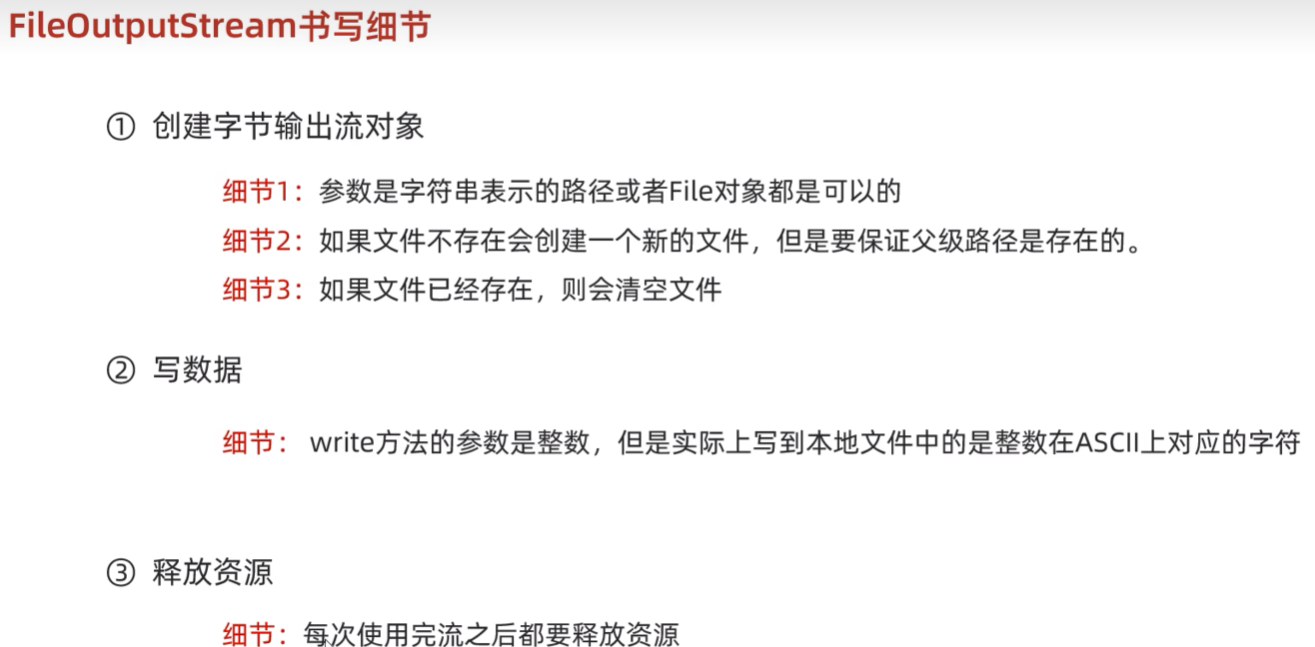 FileOutputStream书写细节
① 创建字节输出流对象
细节1：参数是字符串表示的路径或者File对象都是可以的
细节2：如果文件不存在会创建一个新的文件，但是要保证父级路径是存在的。
细节3：如果文件已经存在，则会清空文件
② 写数据
细节： write方法的参数是整数，但是实际上写到本地文件中的是整数在ASCII上对应的字符
③ 释放资源
细节：每次使用完流之后都要释放资源